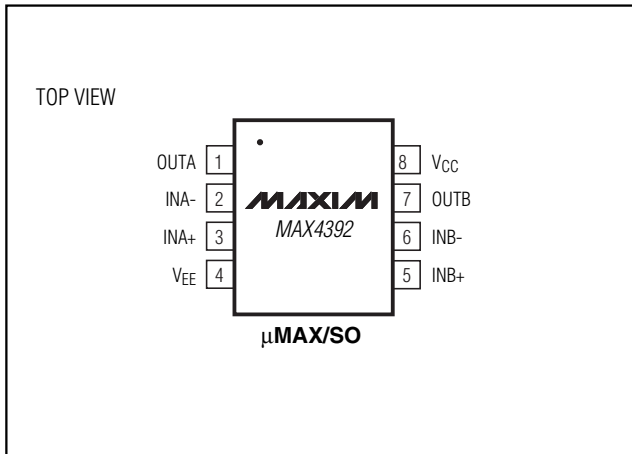 TOP VIEW
OUTA 1
INA- 2
INA+ 3
VEE 4
MAXIM
MAX4392
8 VCC
7 OUTB
6 INB-
5 INB+
μMAX/SO